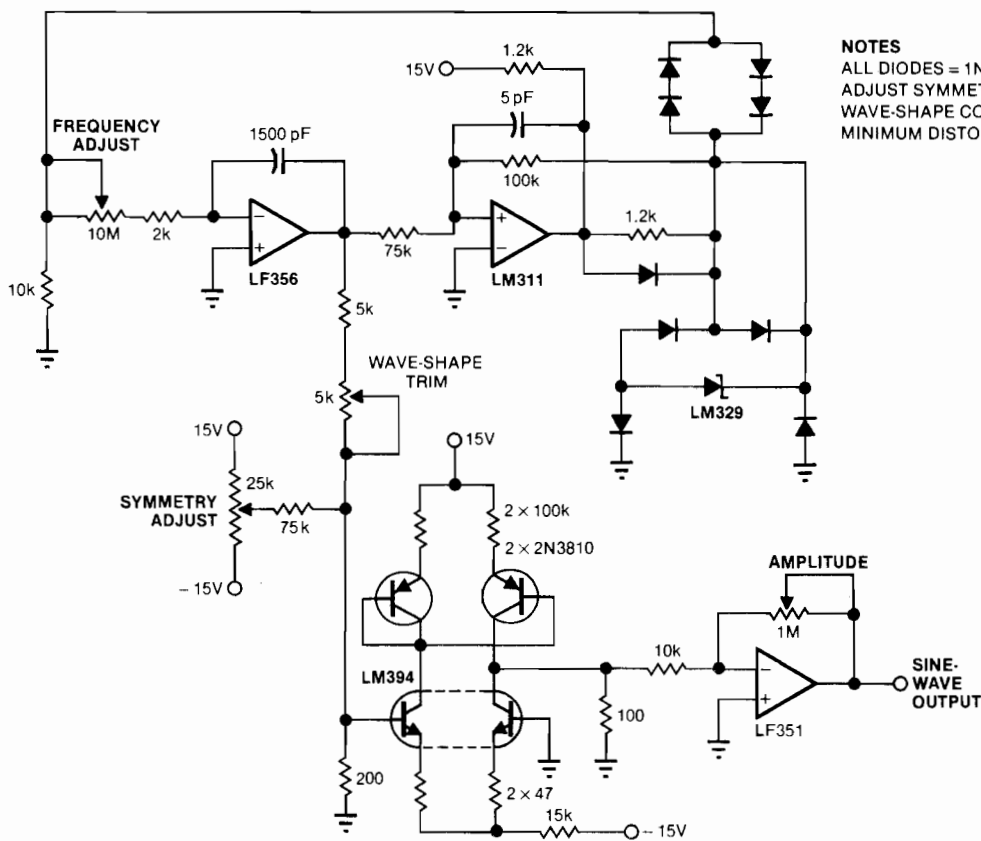 1.2k
15V
5 pF
NOTES
ALL DIODES = 1N
ADJUST SYMMET
WAVE-SHAPE CO
MINIMUM DISTO
FREQUENCY
ADJUST
1500 pF
100k
10M
2k
−
+
LF356
75k
+
−
LM311
1.2k
10k
5k
WAVE-SHAPE
TRIM
5k
LM329
15V
25k
SYMMETRY
ADJUST
75k
− 15V
15V
2 × 100k
2 × 2N3810
AMPLITUDE
1M
10k
−
+
LF351
SINE-
WAVE
OUTPUT
LM394
100
200
2 × 47
15k
− 15V